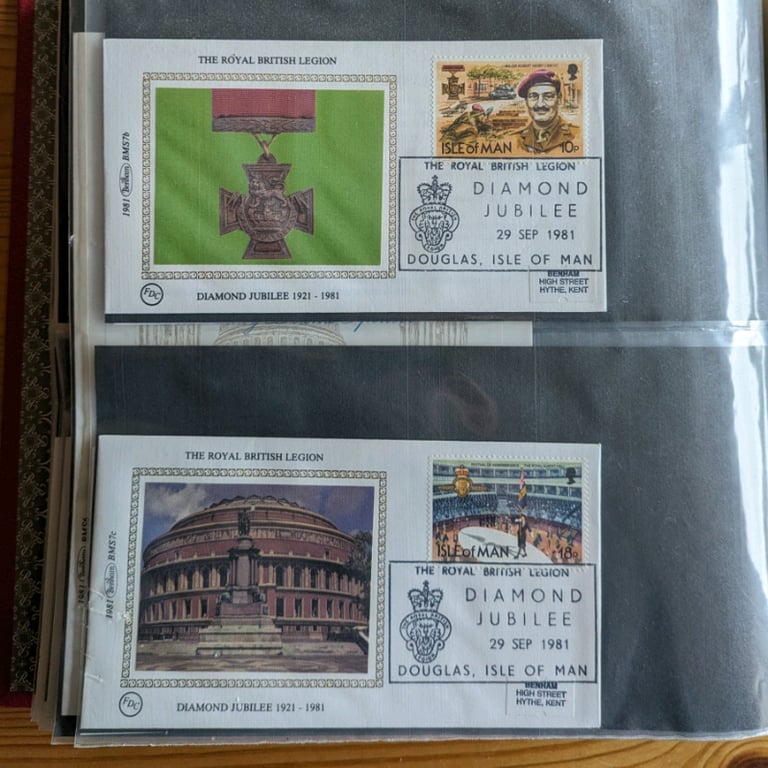 THE ROYAL BRITISH LEGION
1981 Benham BMS7b
ISLE of MAN 10p
THE ROYAL BRITISH LEGION
DIAMOND
JUBILEE
29 SEP 1981
DOUGLAS, ISLE OF MAN
BENHAM
HIGH STREET
HYTHE, KENT
FDC
DIAMOND JUBILEE 1921 - 1981
THE ROYAL BRITISH LEGION
1981 Benham BMS7c
ISLE of MAN 18p
THE ROYAL BRITISH LEGION
DIAMOND
JUBILEE
29 SEP 1981
DOUGLAS, ISLE OF MAN
BENHAM
HIGH STREET
HYTHE, KENT
FDC
DIAMOND JUBILEE 1921 - 1981